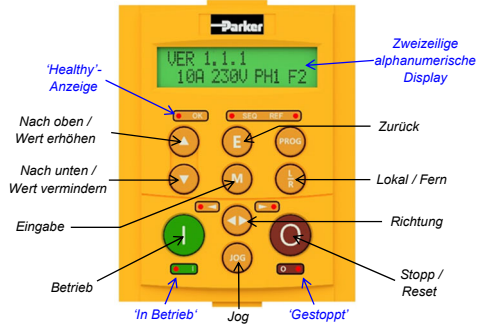 Parker
VER 1.1.1
10A 230V PH1 F2
Zweizeilige
alphanumerische
Display
'Healthy'-
Anzeige
OK
SEQ REF
Nach oben /
Wert erhöhen
E
PROG
Zurück
Nach unten /
Wert vermindern
M
L
R
Lokal / Fern
Eingabe
Richtung
I
O
JOG
Betrieb
Stopp /
Reset
I
O
'In Betrieb'
Jog
'Gestoppt'